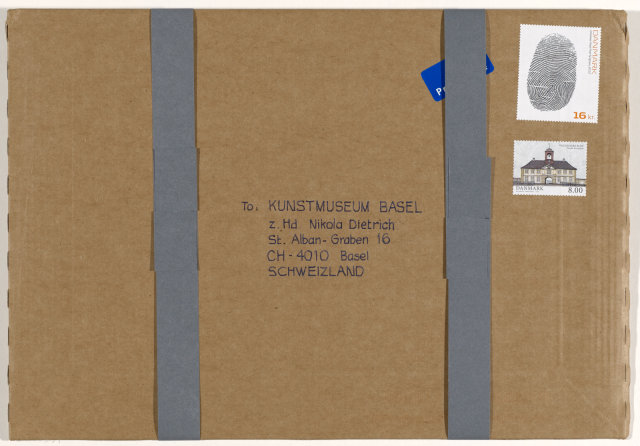 DANMARK
16 kr.
DANMARK 8.00
To: KUNSTMUSEUM BASEL
z. Hd Nikola Dietrich
St. Alban-Graben 16
CH-4010 Basel
SCHWEIZLAND